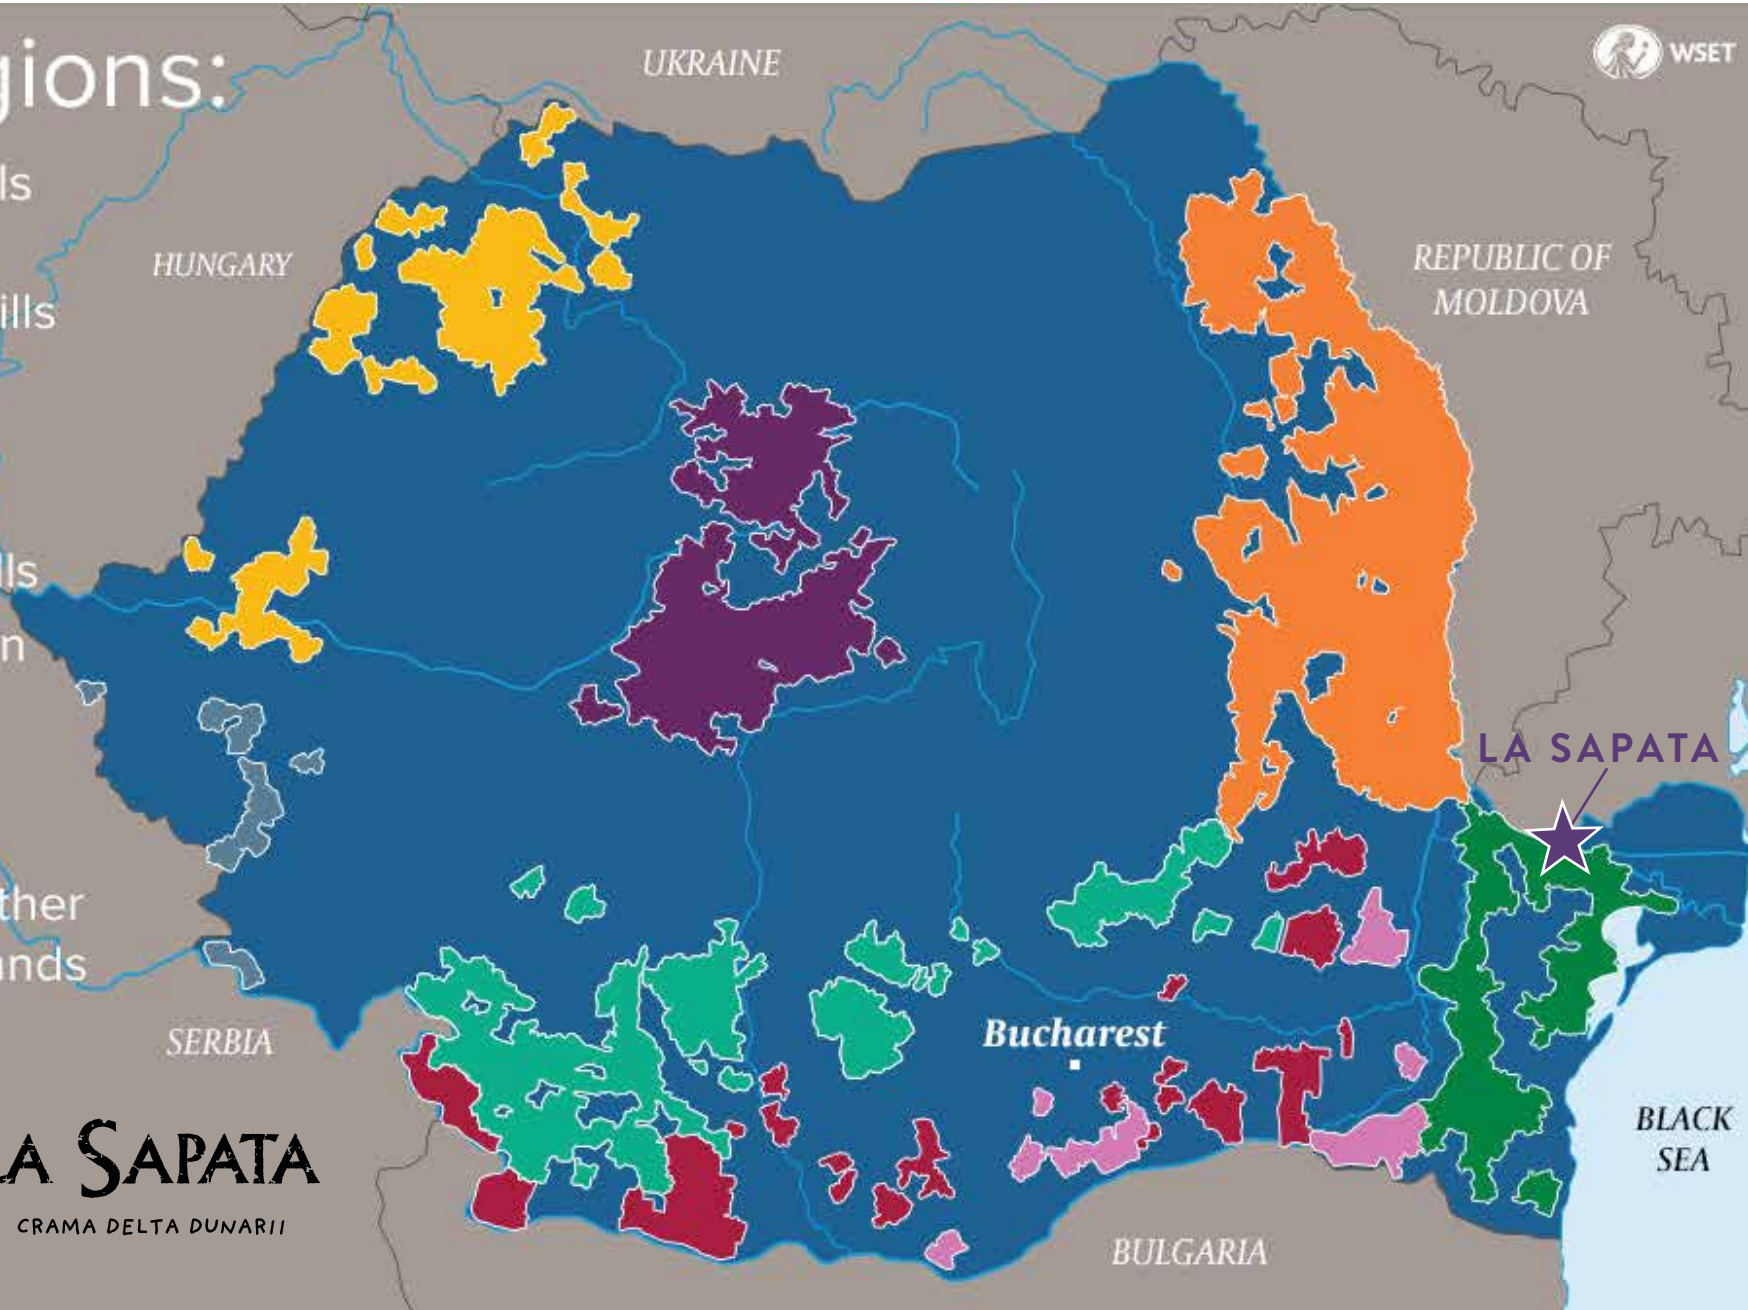 gions:
ls
ills
lls
n
ther
nds
UKRAINE
WSET
HUNGARY
REPUBLIC OF
MOLDOVA
LA SAPATA
Bucharest
SERBIA
BLACK
SEA
BULGARIA
LA SAPATA
CRAMA DELTA DUNARII